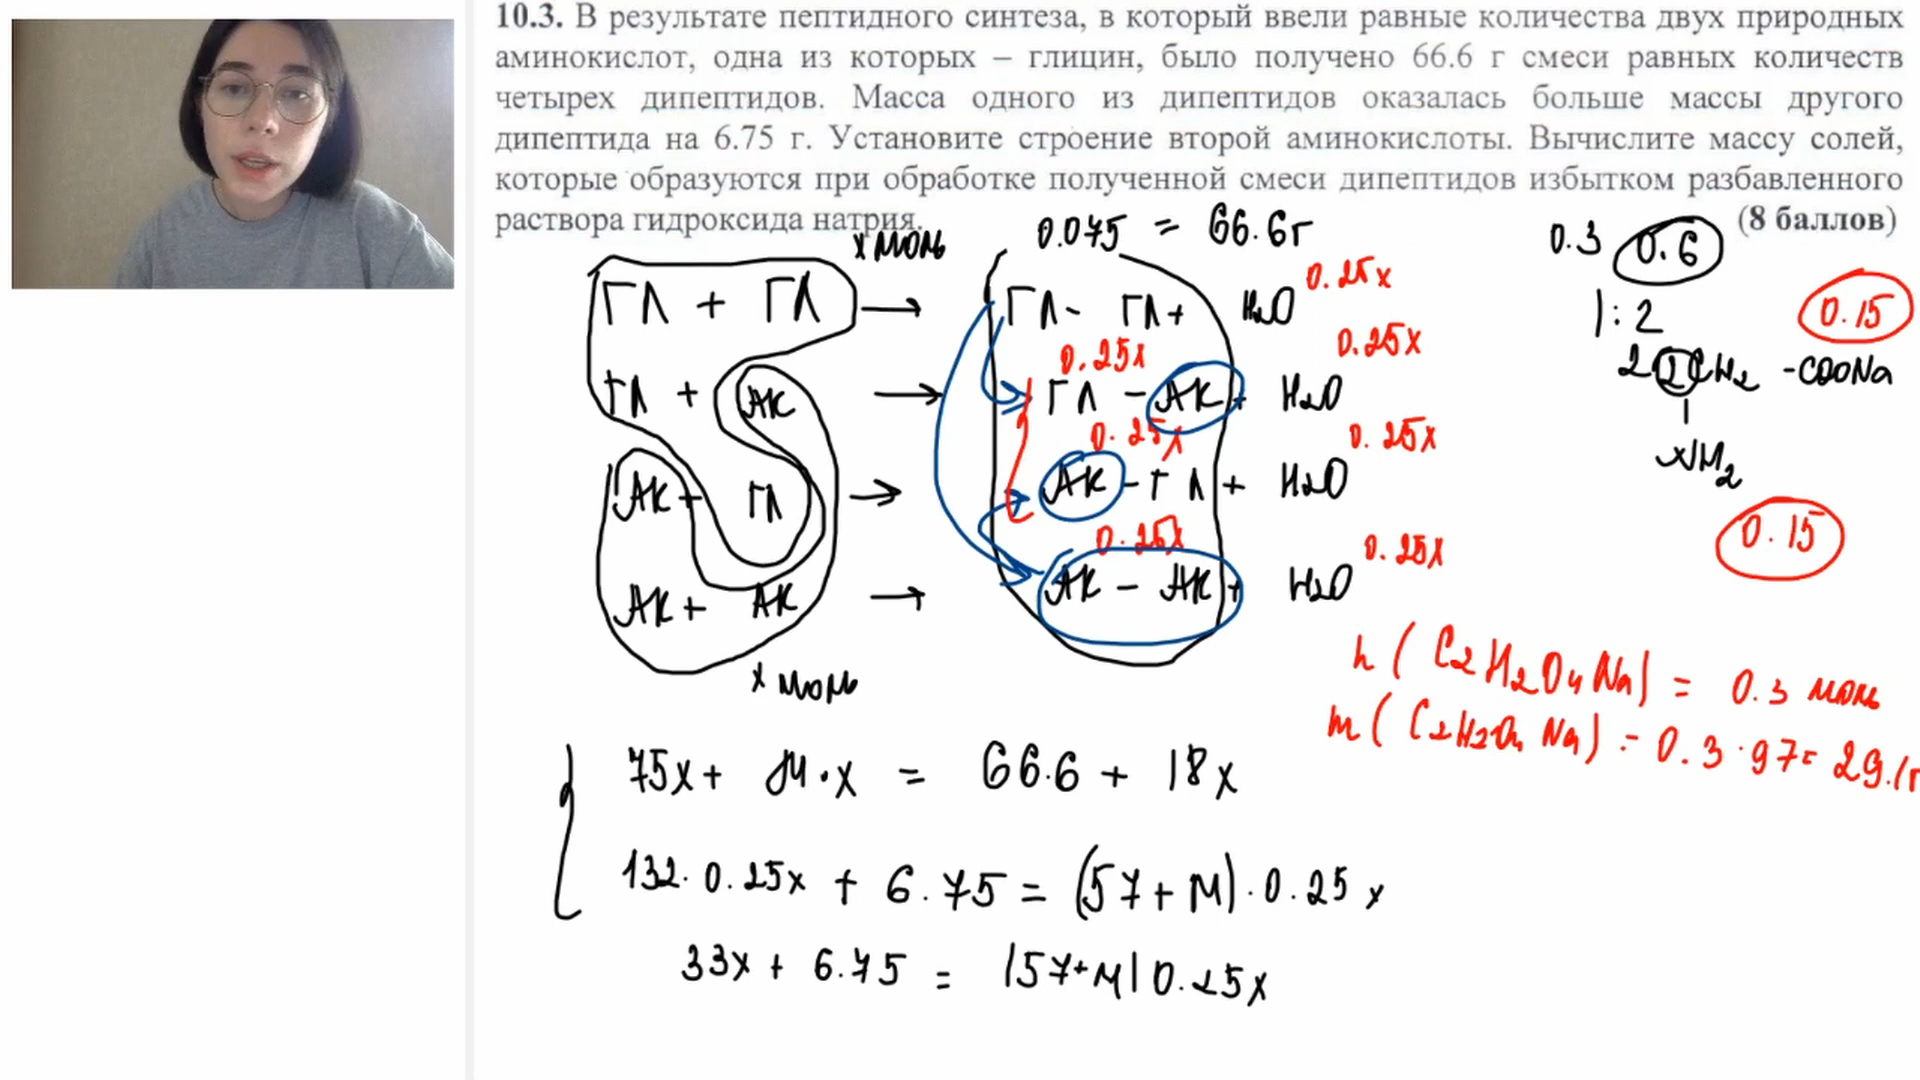 10.3. В результате пептидного синтеза, в который ввели равные количества двух природных
аминокислот, одна из которых – глицин, было получено 66.6 г смеси равных количеств
четырех дипептидов. Масса одного из дипептидов оказалась больше массы другого
дипептида на 6.75 г. Установите строение второй аминокислоты. Вычислите массу солей,
которые образуются при обработке полученной смеси дипептидов избытком разбавленного
раствора гидроксида натрия. (8 баллов)
x моль 0.075 = 66.6г 0.3 0.6
ГЛ + ГЛ → ГЛ - ГЛ + H2O 0.25x 1:2 0.15
0.25x 0.25x
ГЛ + АК → ГЛ - АК + H2O 2 CH2 - COONa
0.25x 0.25x NH2
АК + ГЛ → АК - ГЛ + H2O
0.25x 0.25x 0.15
АК + АК → АК - АК + H2O
x моль
n ( C2H2O4Na) = 0.3 моль
m ( C2H2O4 Na) = 0.3 · 97 = 29.1г
75x + M·x = 66.6 + 18x
132·0.25x + 6.75 = (57+M)·0.25x
33x + 6.75 = (57+M)0.25x